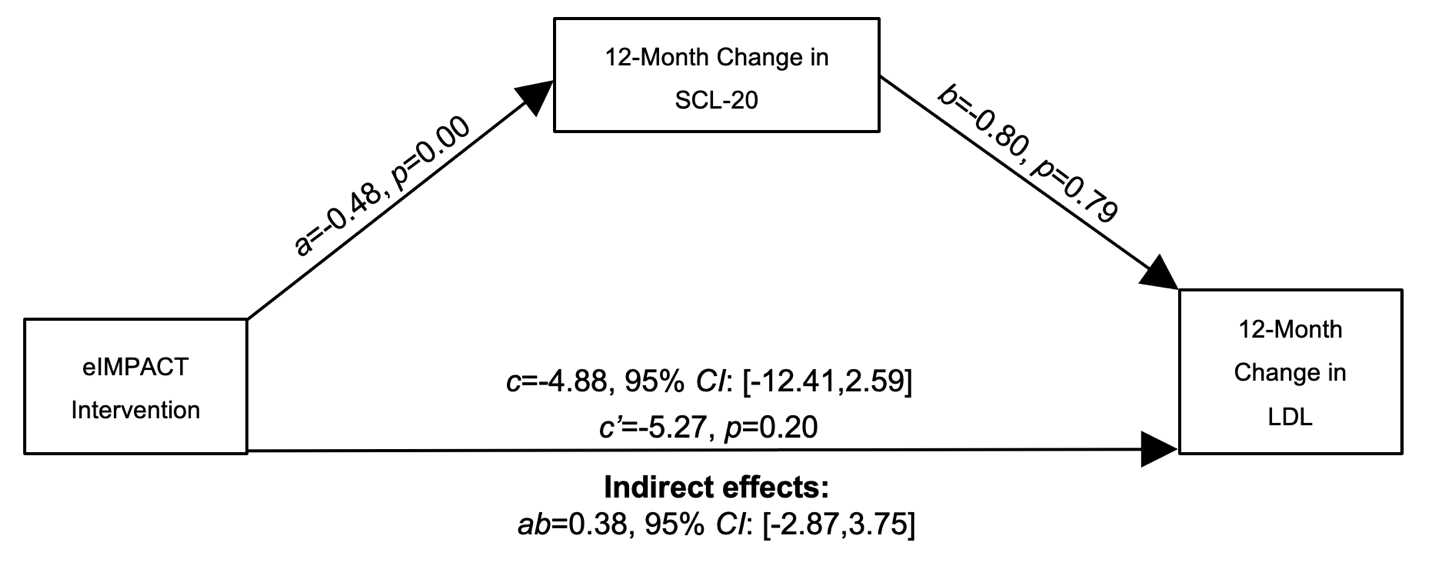 12-Month Change in
SCL-20
a=-0.48, p=0.00
b=-0.80, p=0.79
eIMPACT
Intervention
12-Month
Change in
LDL
c=-4.88, 95% CI: [-12.41,2.59]
c’=-5.27, p=0.20
Indirect effects:
ab=0.38, 95% CI: [-2.87,3.75]